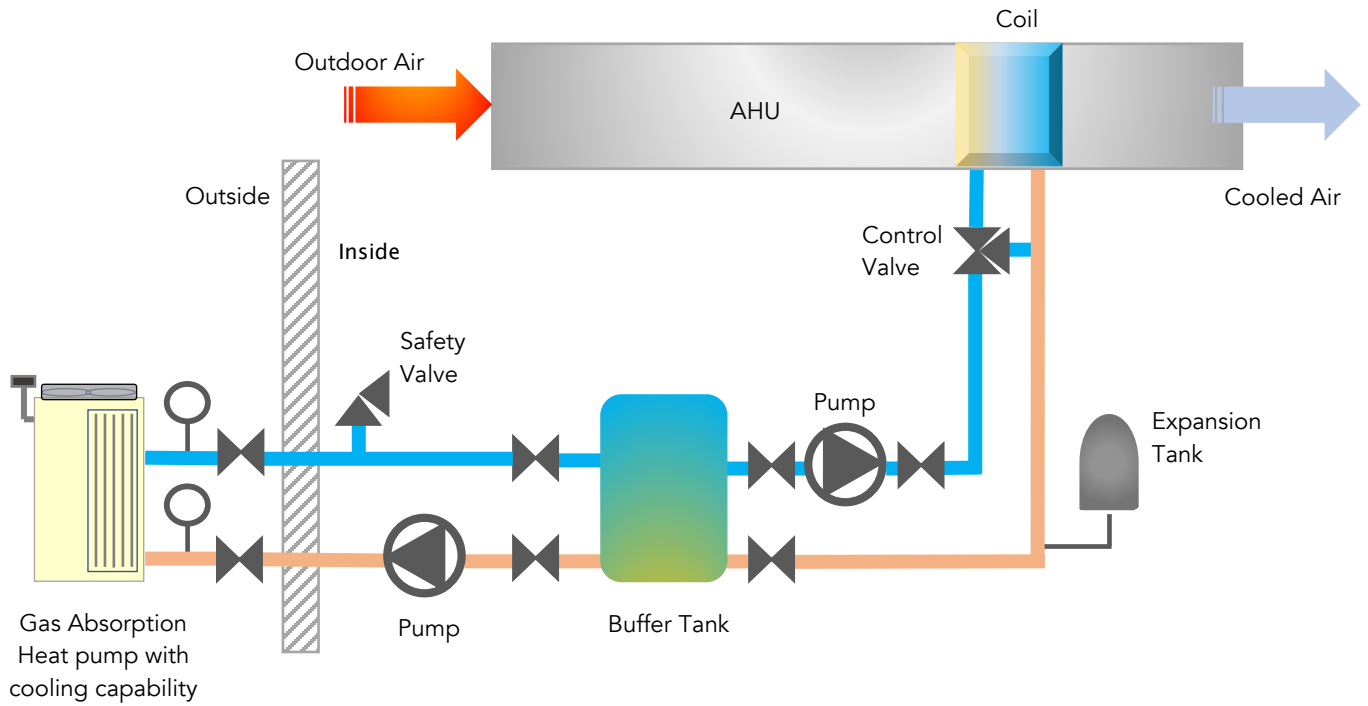 Coil
Outdoor Air
AHU
Outside
Cooled Air
Inside
Control
Valve
Safety
Valve
Pump
Expansion
Tank
Gas Absorption
Heat pump with
cooling capability
Pump
Buffer Tank